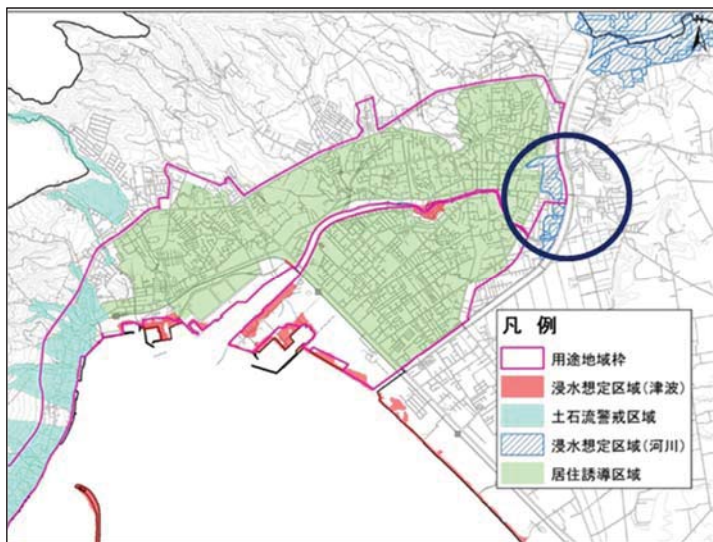 凡 例
用途地域枠
浸水想定区域(津波)
土石流警戒区域
浸水想定区域(河川)
居住誘導区域